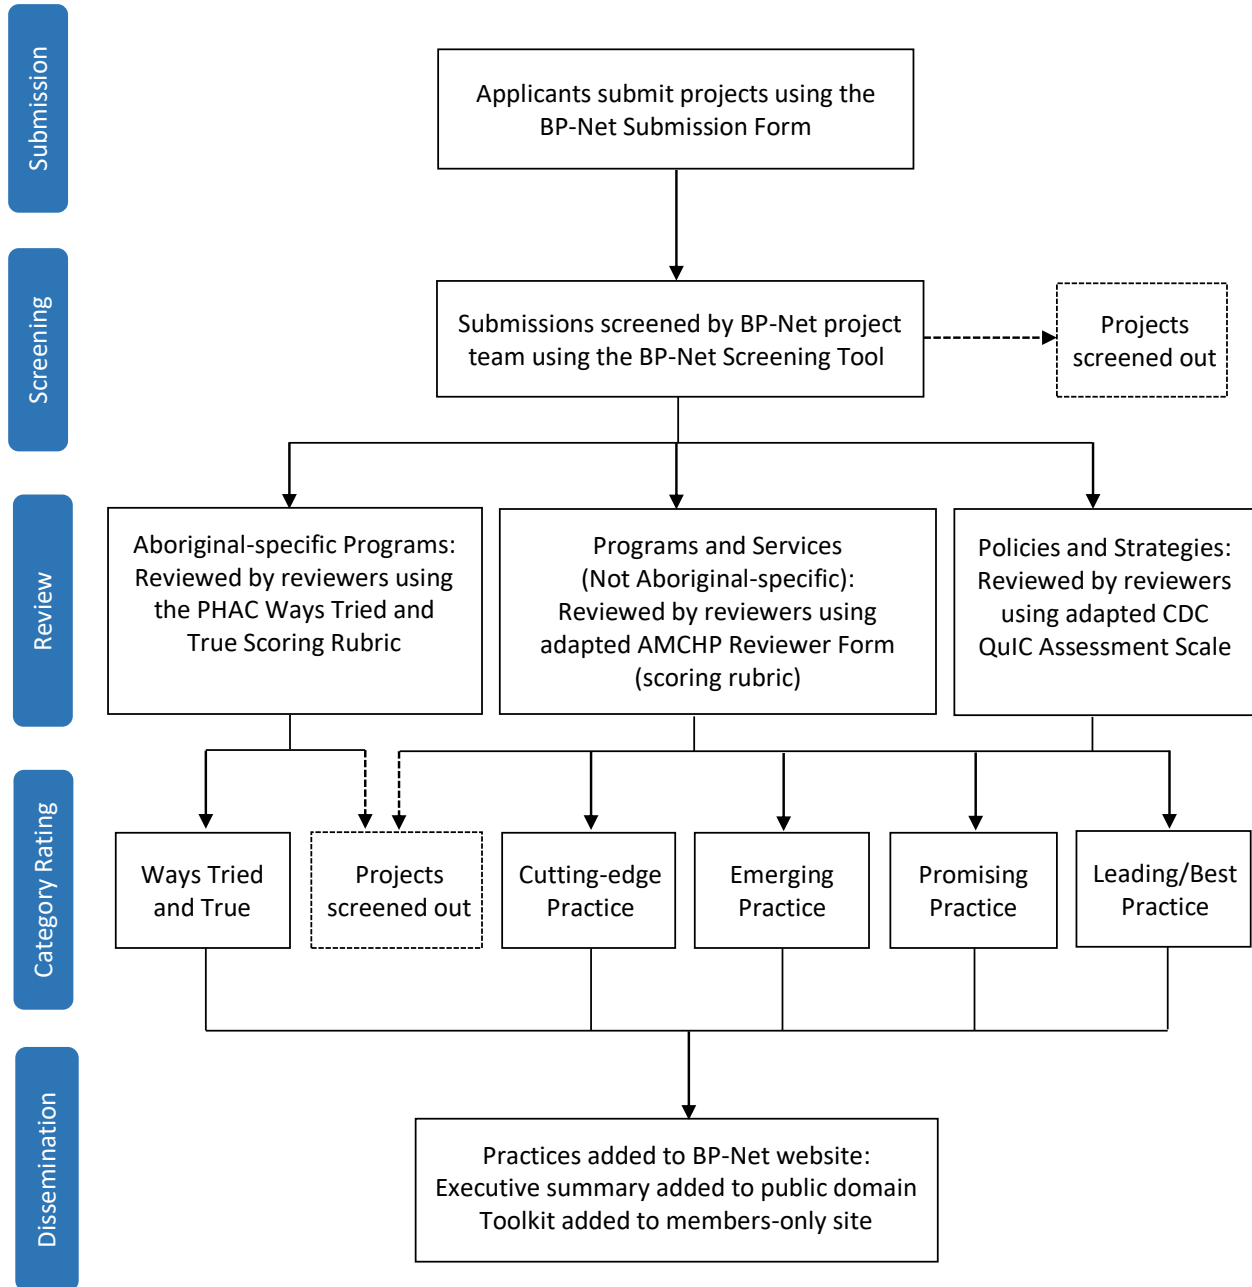 Submission
Applicants submit projects using the
BP-Net Submission Form
Screening
Submissions screened by BP-Net project
team using the BP-Net Screening Tool
Projects
screened out
Review
Aboriginal-specific Programs:
Reviewed by reviewers using
the PHAC Ways Tried and
True Scoring Rubric
Programs and Services
(Not Aboriginal-specific):
Reviewed by reviewers using
adapted AMCHP Reviewer Form
(scoring rubric)
Policies and Strategies:
Reviewed by reviewers
using adapted CDC
QuIC Assessment Scale
Category Rating
Ways Tried
and True
Projects
screened out
Cutting-edge
Practice
Emerging
Practice
Promising
Practice
Leading/Best
Practice
Dissemination
Practices added to BP-Net website:
Executive summary added to public domain
Toolkit added to members-only site